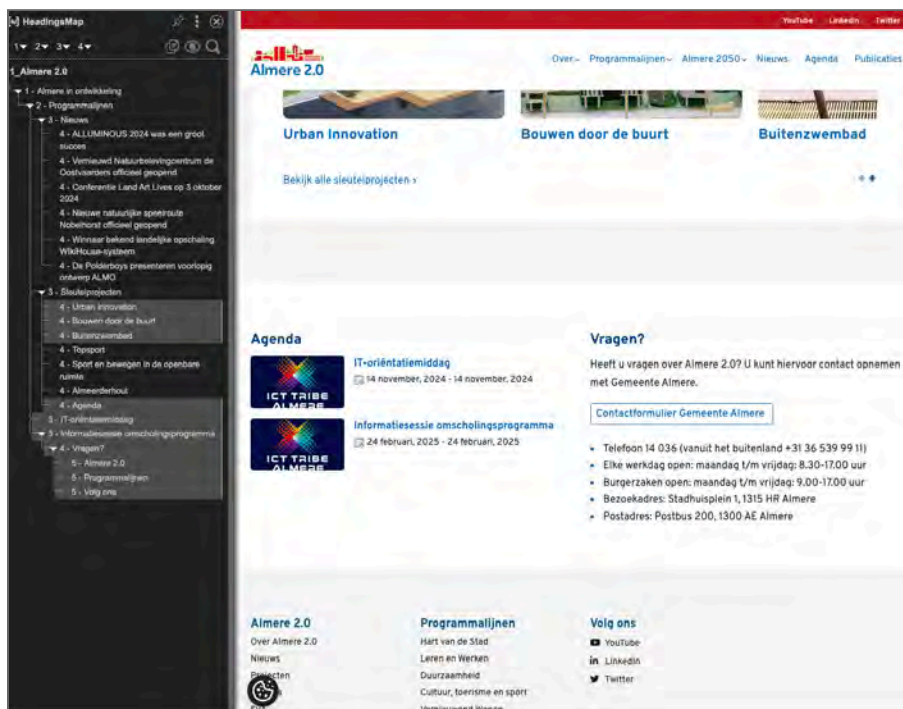 HeadingsMap
1 2 3 4
1_Almere 2.0
1 - Almere in ontwikkeling
2 - Programmalijnen
3 - Nieuws
4 - ALLUMINOUS 2024 was een groot
succes
4 - Vernieuwd Natuurbelevingcentrum de
Oostvaarders officieel geopend
4 - Conferentie Land Art Lives op 3 oktober
2024
4 - Nieuwe natuurlijke speelroute
Nobelhorst officieel geopend
4 - Winnaar bekend landelijke opschaling
WikiHouse-systeem
4 - De Polderboys presenteren voorlopig
ontwerp ALMO
3 - Sleutelprojecten
4 - Urban Innovation
4 - Bouwen door de buurt
4 - Buitenzwembad
4 - Topsport
4 - Sport en bewegen in de openbare
ruimte
4 - Almeerderhout
4 - Agenda
3 - IT-oriëntatiemiddag
3 - Informatiesessie omscholingsprogramma
4 - Vragen?
5 - Almere 2.0
5 - Programmalijnen
5 - Volg ons
YouTube LinkedIn Twitter
Almere 2.0
Over Programmalijnen Almere 2050 Nieuws Agenda Publicaties
Urban Innovation
Bouwen door de buurt
Buitenzwembad
Bekijk alle sleutelprojecten ›
Agenda
ICT TRIBE
ALMERE
IT-oriëntatiemiddag
14 november, 2024 - 14 november, 2024
ICT TRIBE
ALMERE
Informatiesessie omscholingsprogramma
24 februari, 2025 - 24 februari, 2025
Vragen?
Heeft u vragen over Almere 2.0? U kunt hiervoor contact opnemen
met Gemeente Almere.
Contactformulier Gemeente Almere
• Telefoon 14 036 (vanuit het buitenland +31 36 539 99 11)
• Elke werkdag open: maandag t/m vrijdag: 8.30-17.00 uur
• Burgerzaken open: maandag t/m vrijdag: 9.00-17.00 uur
• Bezoekadres: Stadhuisplein 1, 1315 HR Almere
• Postadres: Postbus 200, 1300 AE Almere
Almere 2.0
Over Almere 2.0
Nieuws
Projecten
Programmalijnen
Hart van de Stad
Leren en Werken
Duurzaamheid
Cultuur, toerisme en sport
Vernieuwend Wonen
Volg ons
YouTube
LinkedIn
Twitter